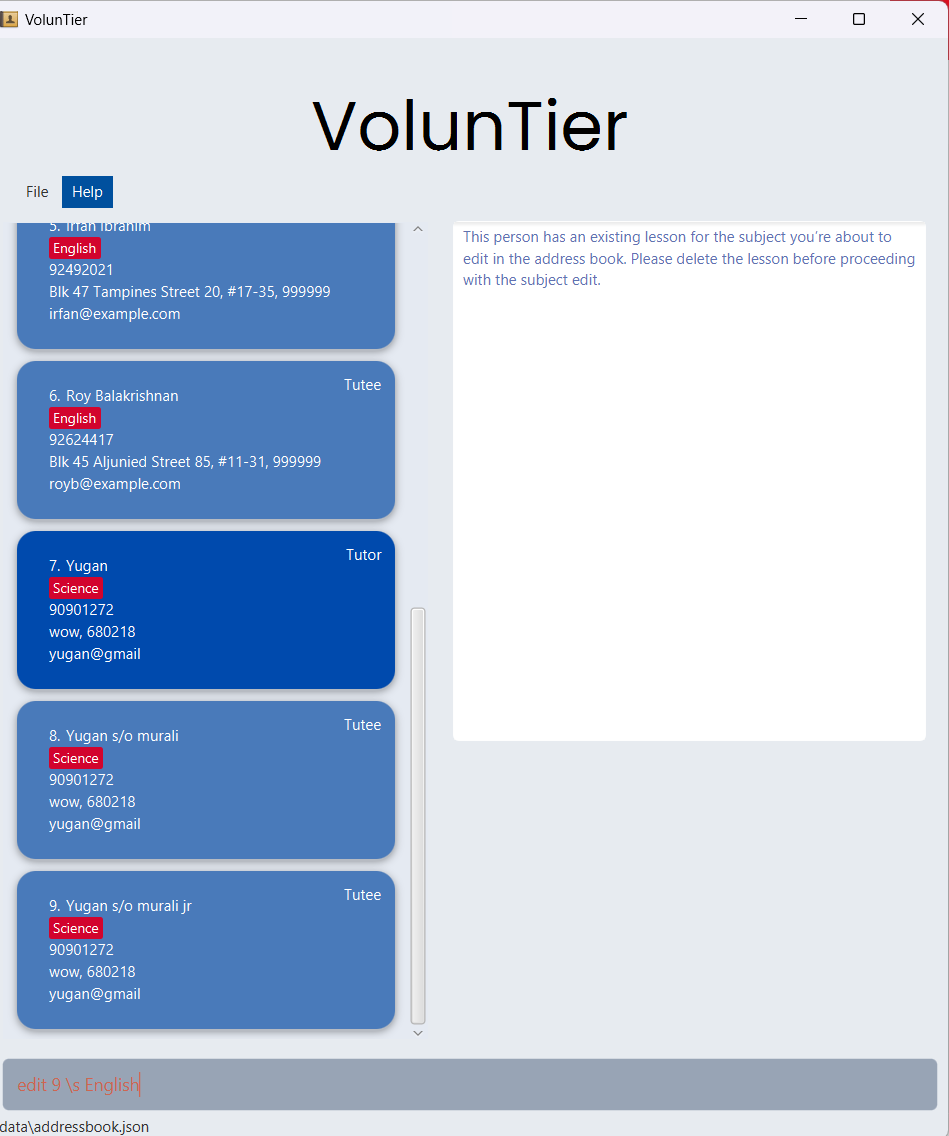 VolunTier
VolunTier
File Help
5. Irfan Ibrahim
English
92492021
Blk 47 Tampines Street 20, #17-35, 999999
irfan@example.com
Tutee
6. Roy Balakrishnan
English
92624417
Blk 45 Aljunied Street 85, #11-31, 999999
royb@example.com
Tutor
7. Yugan
Science
90901272
wow, 680218
yugan@gmail
Tutee
8. Yugan s/o murali
Science
90901272
wow, 680218
yugan@gmail
Tutee
9. Yugan s/o murali jr
Science
90901272
wow, 680218
yugan@gmail
This person has an existing lesson for the subject you’re about to
edit in the address book. Please delete the lesson before proceeding
with the subject edit.
edit 9 \s English
data\addressbook.json